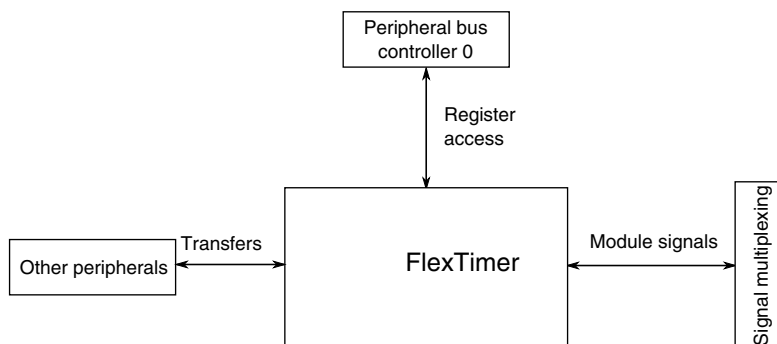 Peripheral bus
controller 0
Register
access
Transfers
Other peripherals
FlexTimer
Module signals
Signal multiplexing